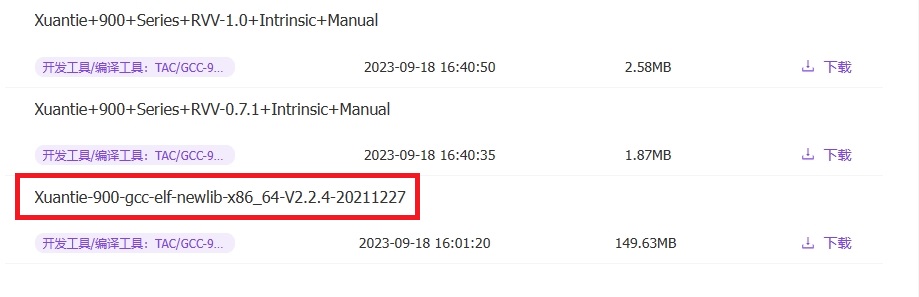 Xuantie+900+Series+RVV-1.0+Intrinsic+Manual
开发工具/编译工具：TAC/GCC-9... 2023-09-18 16:40:50 2.58MB 下载
Xuantie+900+Series+RVV-0.7.1+Intrinsic+Manual
开发工具/编译工具：TAC/GCC-9... 2023-09-18 16:40:35 1.87MB 下载
Xuantie-900-gcc-elf-newlib-x86_64-V2.2.4-20211227
开发工具/编译工具：TAC/GCC-9... 2023-09-18 16:01:20 149.63MB 下载